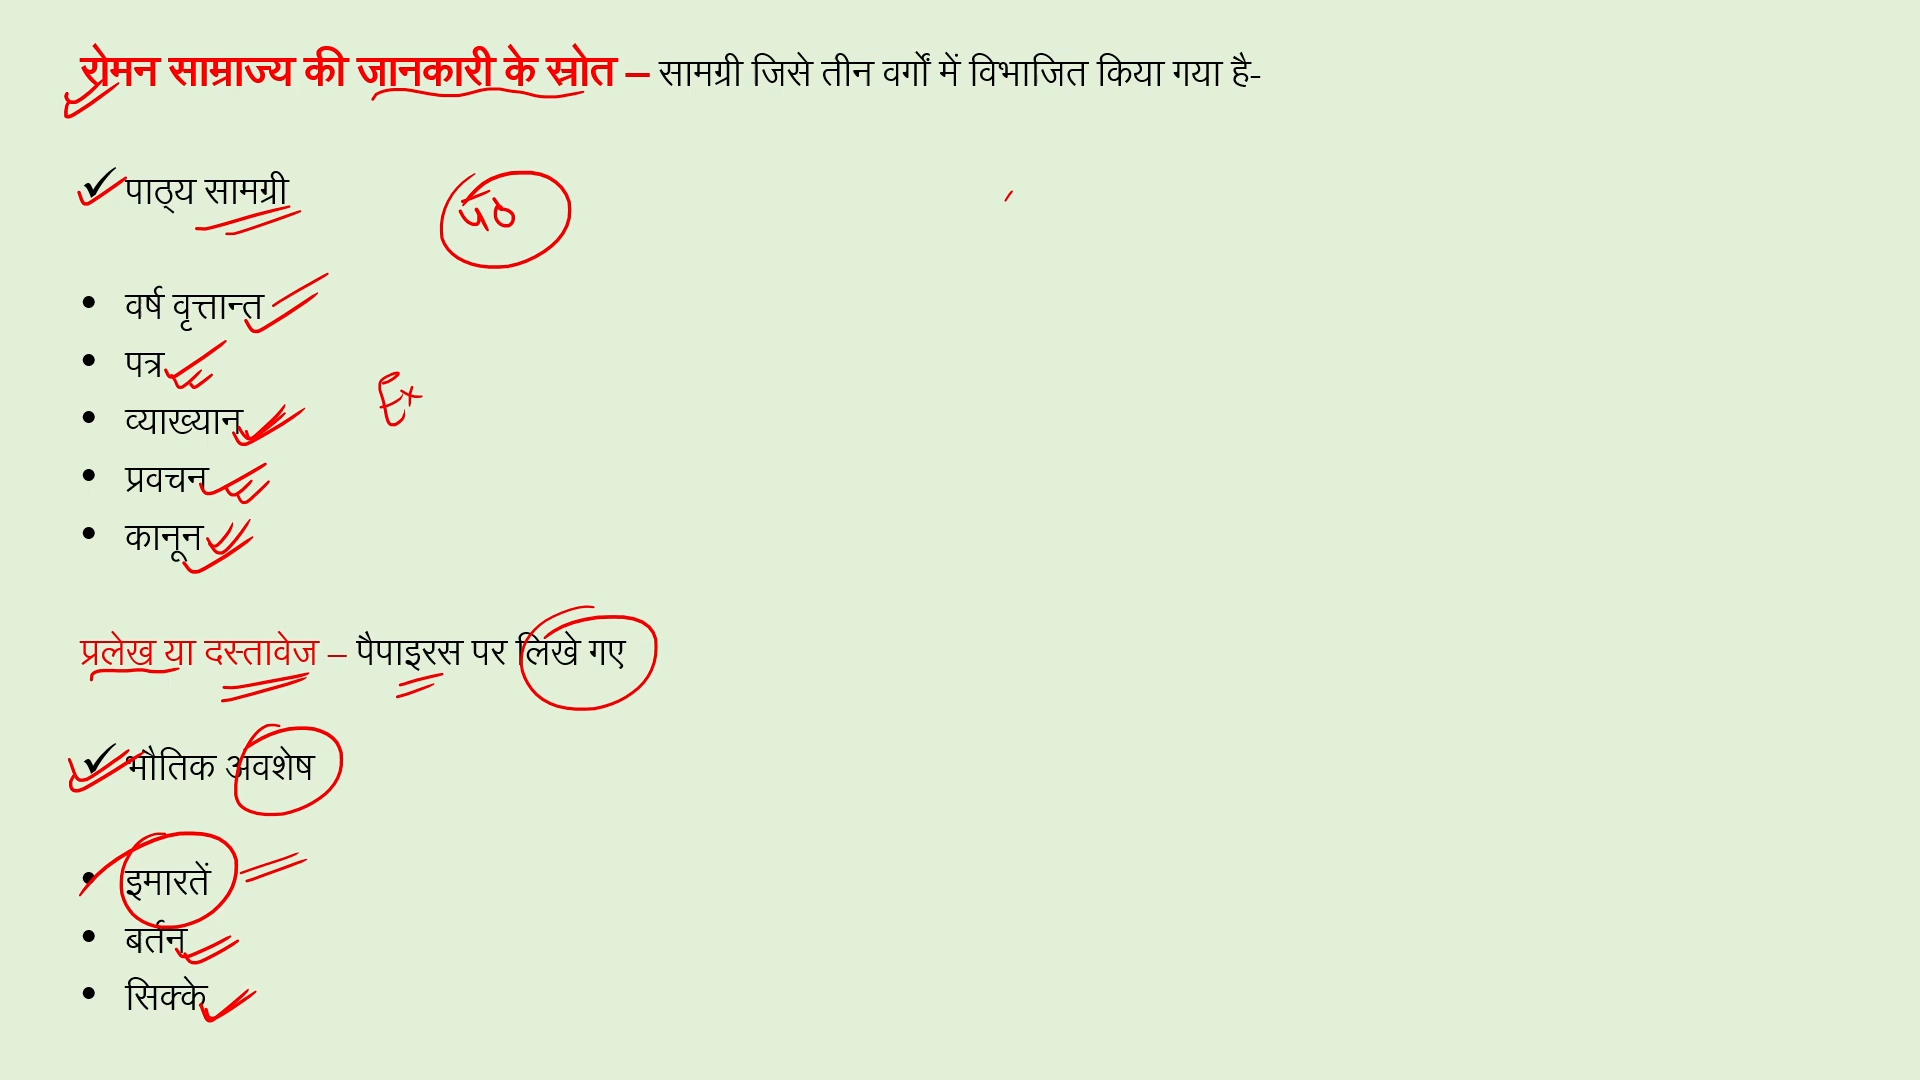 रोमन साम्राज्य की जानकारी के स्रोत – सामग्री जिसे तीन वर्गों में विभाजित किया गया है-
✓ पाठ्य सामग्री
• वर्ष वृत्तान्त
• पत्र
Ex
• व्याख्यान
• प्रवचन
• कानून
प्रलेख या दस्तावेज – पैपाइरस पर लिखे गए
✓ भौतिक अवशेष
• इमारतें
• बर्तन
• सिक्के